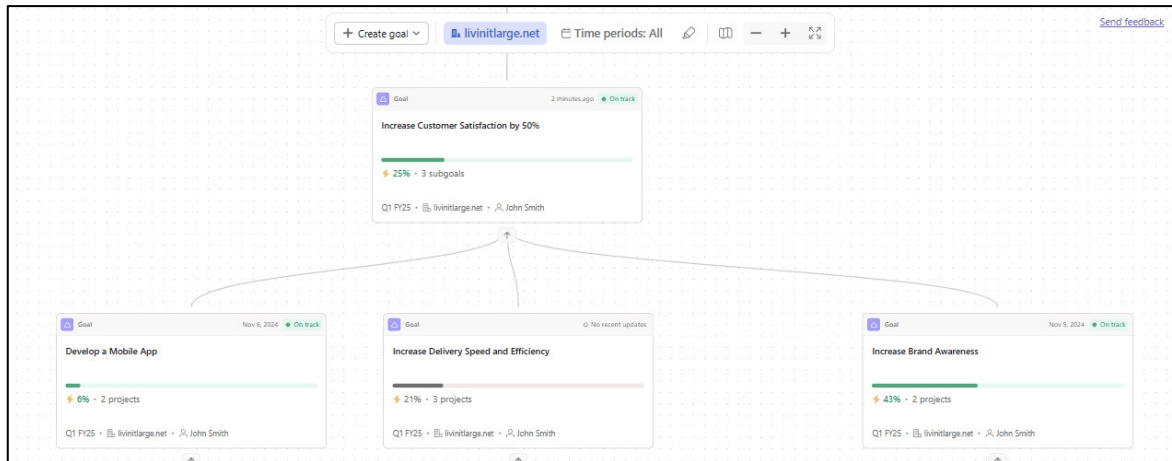 Create goal
livinitlarge.net
Time periods: All
Send feedback
Goal
2 minutes ago
On track
Increase Customer Satisfaction by 50%
25% • 3 subgoals
Q1 FY25 • livinitlarge.net • John Smith
Goal
Nov 6, 2024
On track
Develop a Mobile App
6% • 2 projects
Q1 FY25 • livinitlarge.net • John Smith
Goal
No recent updates
Increase Delivery Speed and Efficiency
21% • 3 projects
Q1 FY25 • livinitlarge.net • John Smith
Goal
Nov 5, 2024
On track
Increase Brand Awareness
43% • 2 projects
Q1 FY25 • livinitlarge.net • John Smith